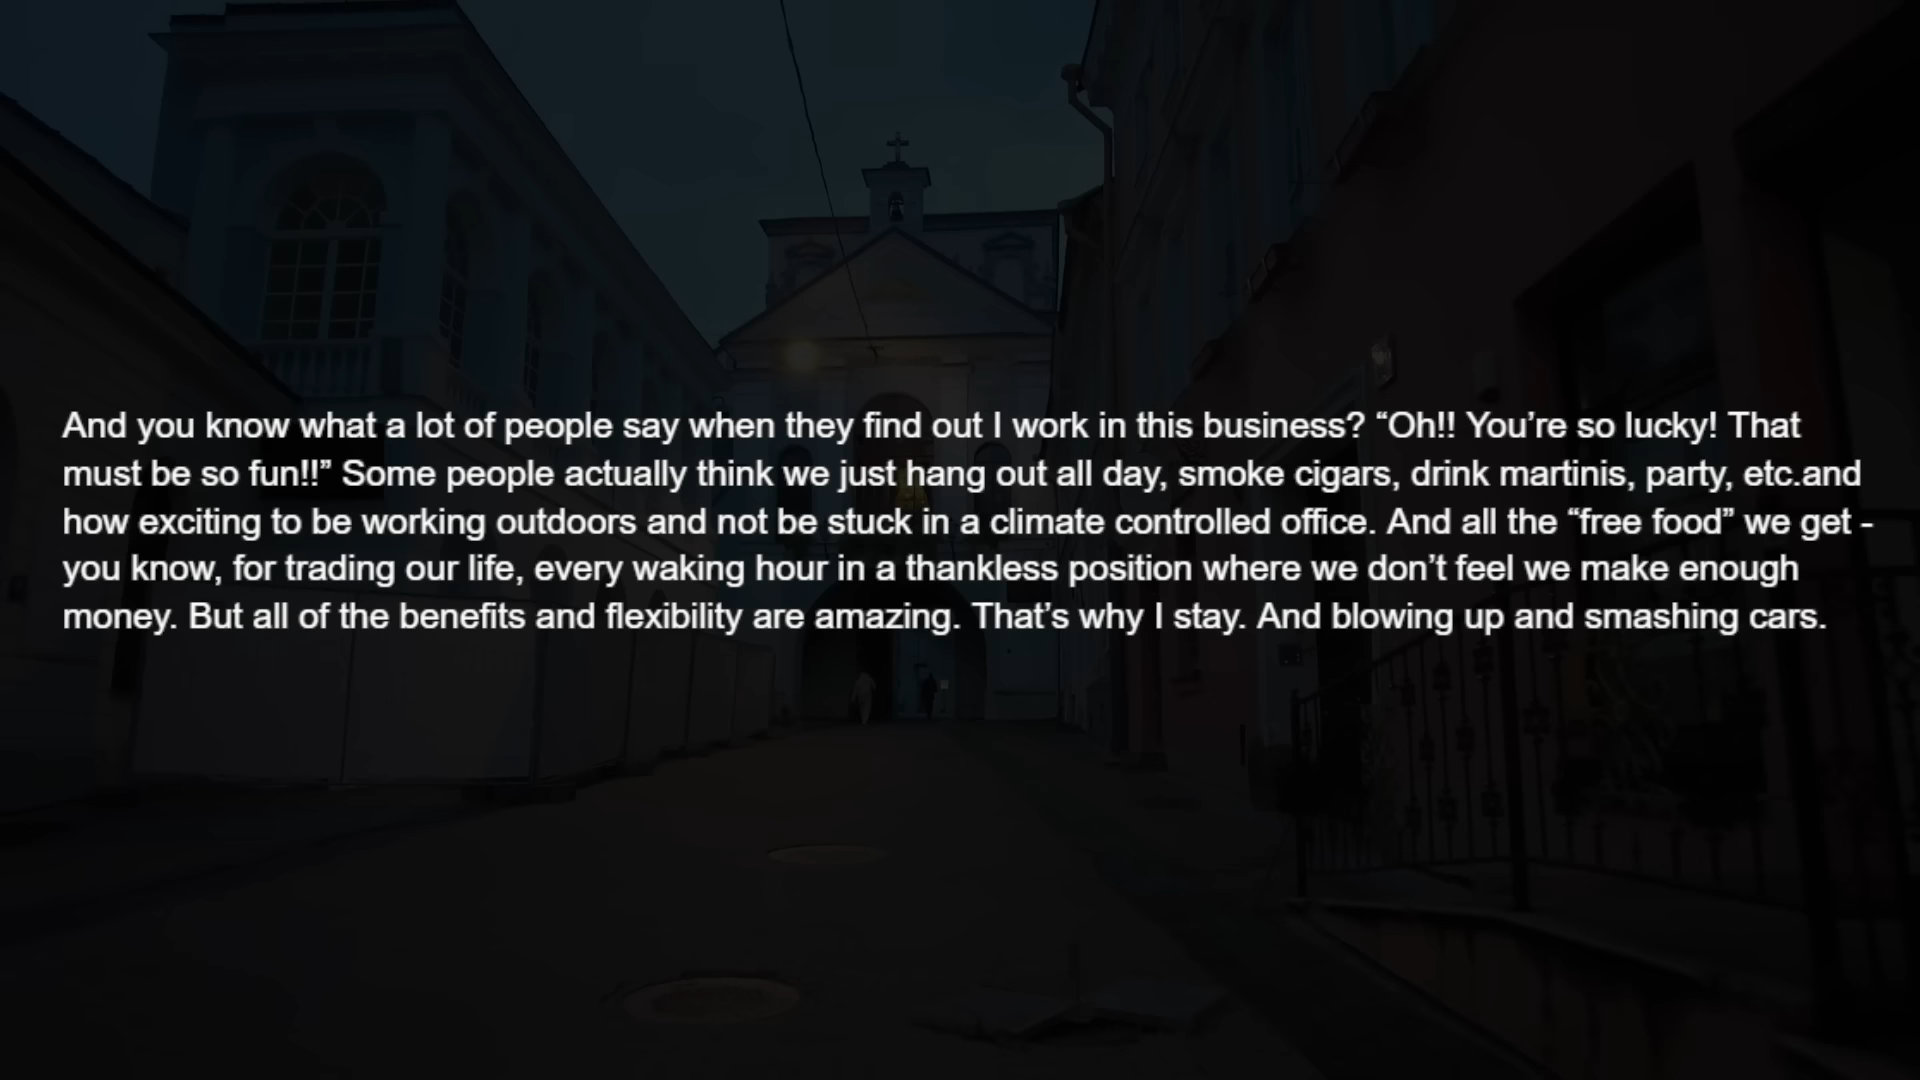 And you know what a lot of people say when they find out I work in this business? “Oh!! You’re so lucky! That
must be so fun!!” Some people actually think we just hang out all day, smoke cigars, drink martinis, party, etc.and
how exciting to be working outdoors and not be stuck in a climate controlled office. And all the “free food” we get -
you know, for trading our life, every waking hour in a thankless position where we don’t feel we make enough
money. But all of the benefits and flexibility are amazing. That’s why I stay. And blowing up and smashing cars.